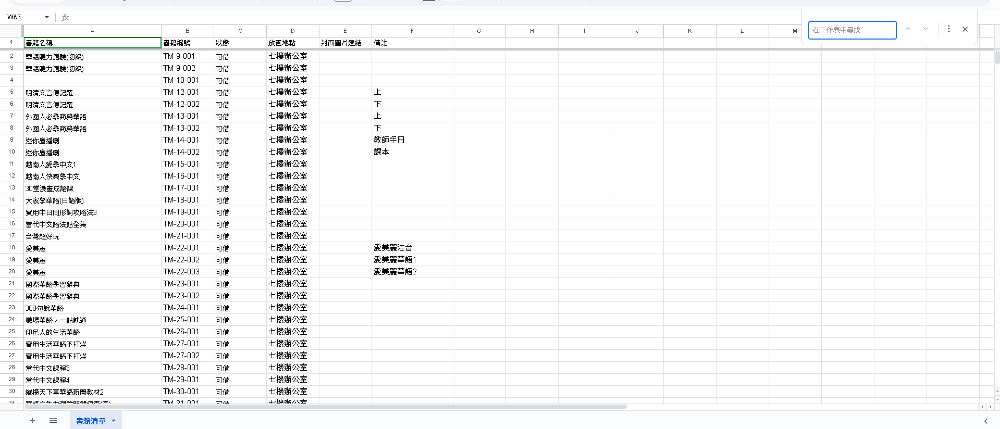 W63
fx
在工作表中尋找
A B C D E F G H I J K L M
1 書籍名稱 書籍編號 狀態 放置地點 封面圖片連結 備註
2 華語聽力測驗(初級) TM-9-001 可借 七樓辦公室
3 華語聽力測驗(初級) TM-9-002 可借 七樓辦公室
4 TM-10-001 可借 七樓辦公室
5 明清文言傳記選 TM-12-001 可借 七樓辦公室 上
6 明清文言傳記選 TM-12-002 可借 七樓辦公室 下
7 外國人必學商務華語 TM-13-001 可借 七樓辦公室 上
8 外國人必學商務華語 TM-13-002 可借 七樓辦公室 下
9 迷你廣播劇 TM-14-001 可借 七樓辦公室 教師手冊
10 迷你廣播劇 TM-14-002 可借 七樓辦公室 課本
11 越南人愛學中文1 TM-15-001 可借 七樓辦公室
12 越南人快樂學中文 TM-16-001 可借 七樓辦公室
13 30堂漫畫成語課 TM-17-001 可借 七樓辦公室
14 大家學華語(日語版) TM-18-001 可借 七樓辦公室
15 實用中日同形詞攻略法3 TM-19-001 可借 七樓辦公室
16 當代中文語法點全集 TM-20-001 可借 七樓辦公室
17 台灣超好玩 TM-21-001 可借 七樓辦公室
18 愛美麗 TM-22-001 可借 七樓辦公室 愛美麗注音
19 愛美麗 TM-22-002 可借 七樓辦公室 愛美麗華語1
20 愛美麗 TM-22-003 可借 七樓辦公室 愛美麗華語2
21 國際華語學習辭典 TM-23-001 可借 七樓辦公室
22 國際華語學習辭典 TM-23-002 可借 七樓辦公室
23 300句說華語 TM-24-001 可借 七樓辦公室
24 職場華語，一點就通 TM-25-001 可借 七樓辦公室
25 印尼人的生活華語 TM-26-001 可借 七樓辦公室
26 實用生活華語不打烊 TM-27-001 可借 七樓辦公室
27 實用生活華語不打烊 TM-27-002 可借 七樓辦公室
28 當代中文課程3 TM-28-001 可借 七樓辦公室
29 當代中文課程4 TM-29-001 可借 七樓辦公室
30 縱橫天下事華語新聞教材2 TM-30-001 可借 七樓辦公室
31 TM-31-001 可借 七樓辦公室
書籍清單